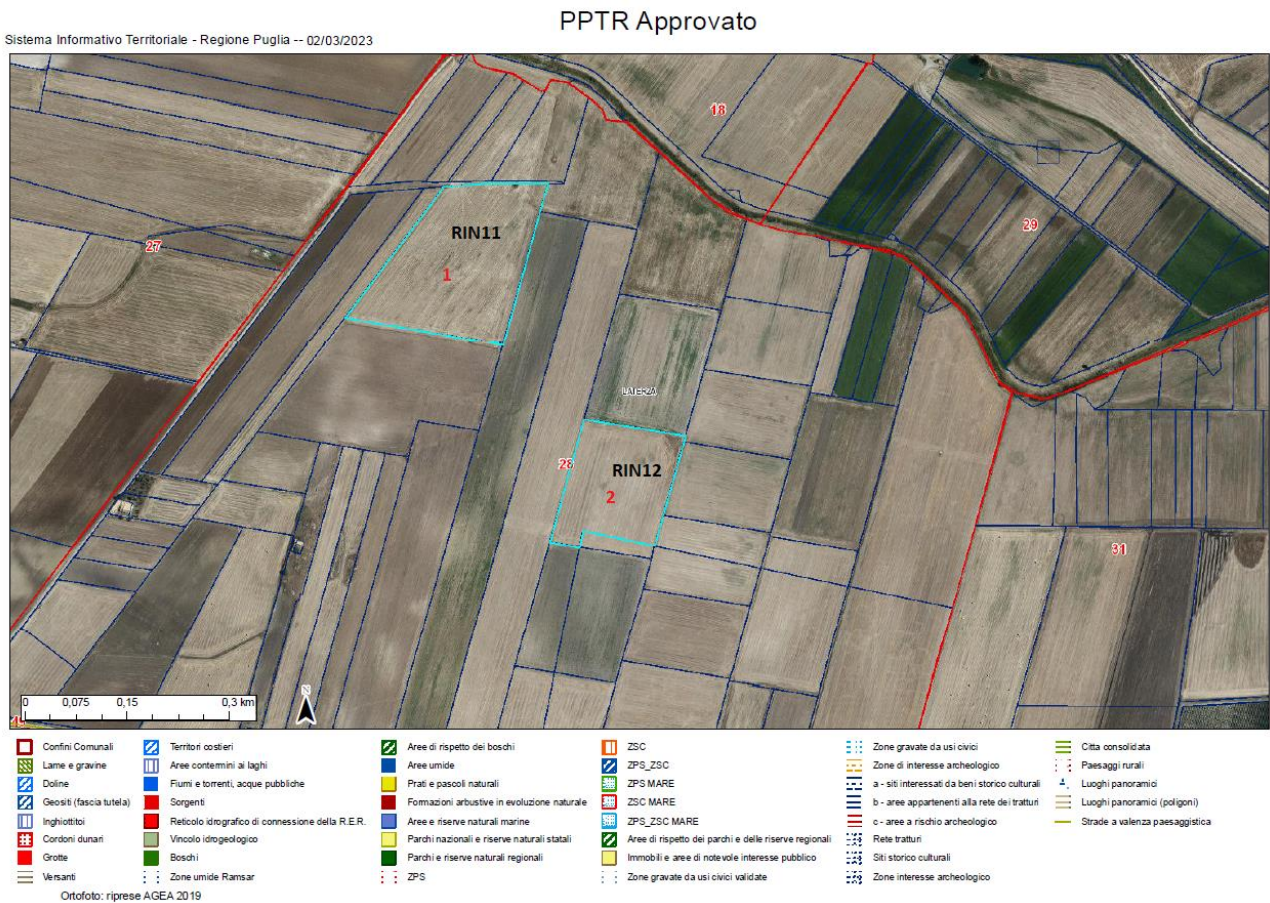 PPTR Approvato
Sistema Informativo Territoriale - Regione Puglia -- 02/03/2023
18
29
RIN11
27
1
LATERZA
28
RIN12
2
31
0 0,075 0,15 0,3 km
N
Confini Comunali
Lame e gravine
Doline
Geositi (fascia tutela)
Inghiottitoi
Cordoni dunari
Grotte
Versanti
Territori costieri
Aree contermini ai laghi
Fiumi e torrenti, acque pubbliche
Sorgenti
Reticolo idrografico di connessione della R.E.R.
Vincolo idrogeologico
Boschi
Zone umide Ramsar
Aree di rispetto dei boschi
Aree umide
Prati e pascoli naturali
Formazioni arbustive in evoluzione naturale
Aree e riserve naturali marine
Parchi nazionali e riserve naturali statali
Parchi e riserve naturali regionali
ZPS
ZSC
ZPS_ZSC
ZPS MARE
ZSC MARE
ZPS_ZSC MARE
Aree di rispetto dei parchi e delle riserve regionali
Immobili e aree di notevole interesse pubblico
Zone gravate da usi civici validate
Zone gravate da usi civici
Zone di interesse archeologico
a - siti interessati da beni storico culturali
b - aree appartenenti alla rete dei tratturi
c - aree a rischio archeologico
Rete tratturi
Siti storico culturali
Zone interesse archeologico
Citta consolidata
Paesaggi rurali
Luoghi panoramici
Luoghi panoramici (poligoni)
Strade a valenza paesaggistica
Ortofoto: riprese AGEA 2019